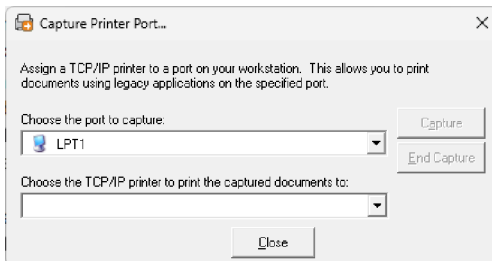 Capture Printer Port...
Assign a TCP/IP printer to a port on your workstation. This allows you to print
documents using legacy applications on the specified port.
Choose the port to capture:
Capture
LPT1
End Capture
Choose the TCP/IP printer to print the captured documents to:
Close